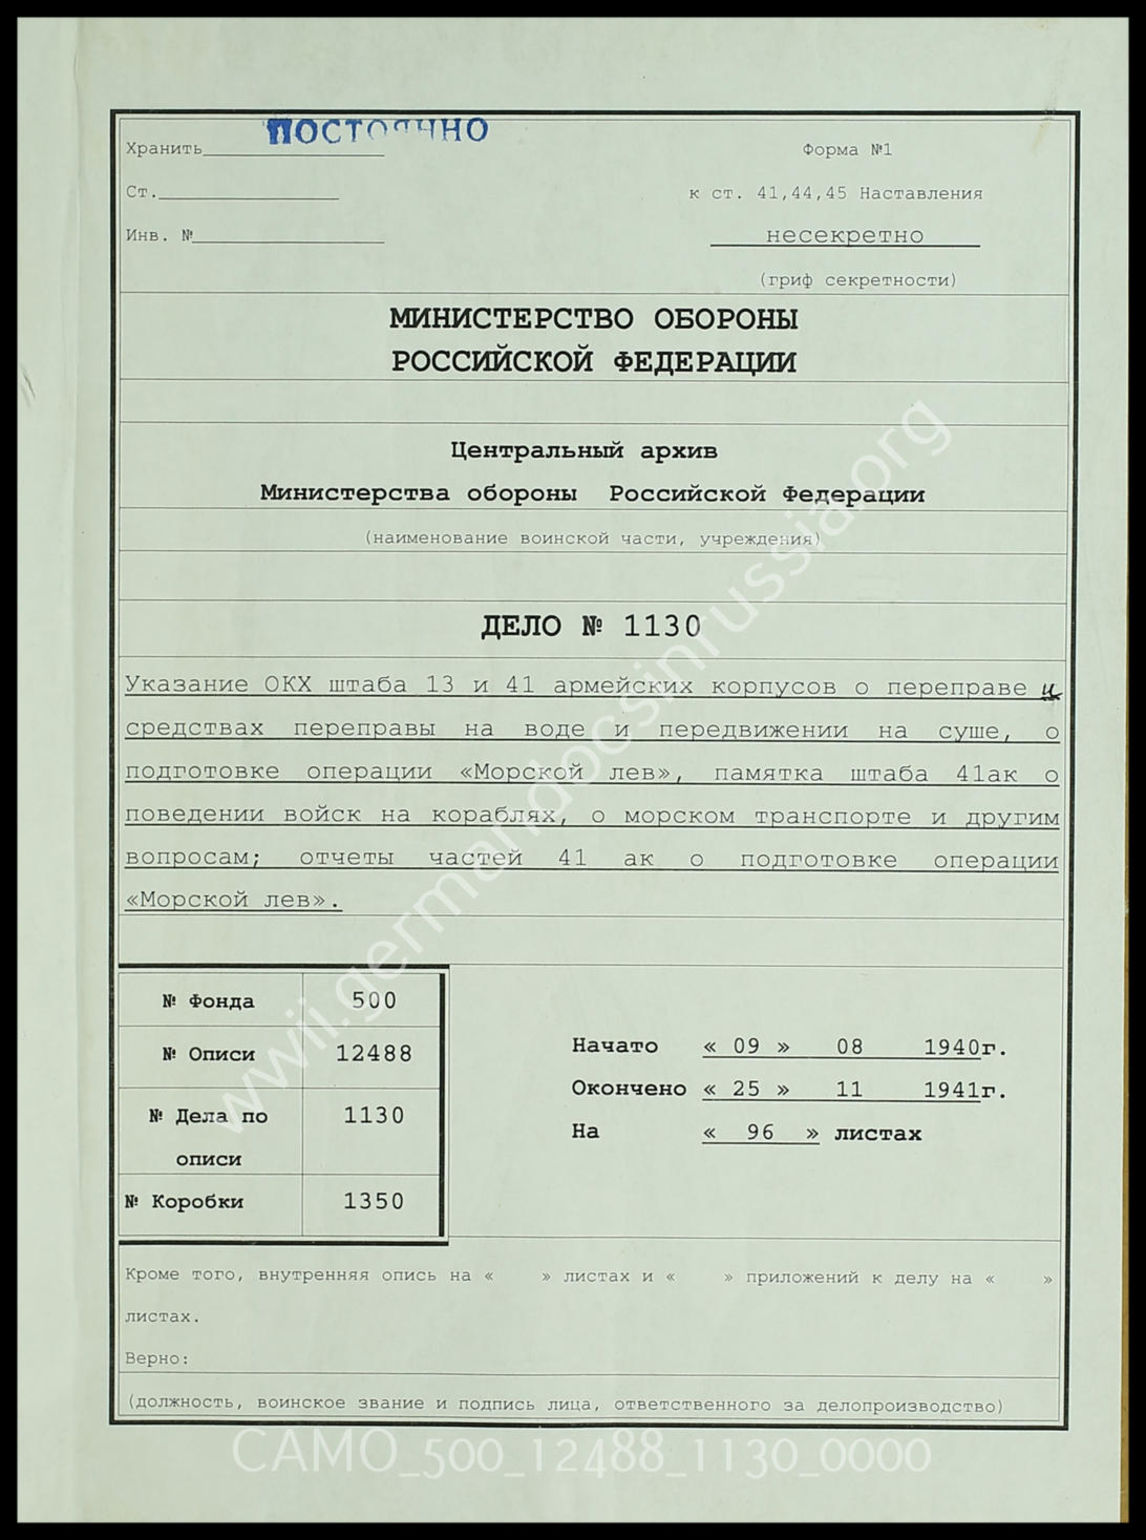 ПОСТОЯННО
Хранить
Форма №1
Ст.
к ст. 41,44,45 Наставления
Инв. №
несекретно
(гриф секретности)
МИНИСТЕРСТВО ОБОРОНЫ
РОССИЙСКОЙ ФЕДЕРАЦИИ
Центральный архив
Министерства обороны Российской Федерации
(наименование воинской части, учреждения)
ДЕЛО № 1130
Указание ОКХ штаба 13 и 41 армейских корпусов о переправе и
средствах переправы на воде и передвижении на суше, о
подготовке операции «Морской лев», памятка штаба 41ак о
поведении войск на кораблях, о морском транспорте и другим
вопросам; отчеты частей 41 ак о подготовке операции
«Морской лев».
№ Фонда 500
№ Описи 12488
№ Дела по 1130
описи
№ Коробки 1350
Начато « 09 » 08 1940г.
Окончено « 25 » 11 1941г.
На « 96 » листах
Кроме того, внутренняя опись на « » листах и « » приложений к делу на « »
листах.
Верно:
(должность, воинское звание и подпись лица, ответственного за делопроизводство)
wwii.germandocsinrussia.org
CAMO_500_12488_1130_0000